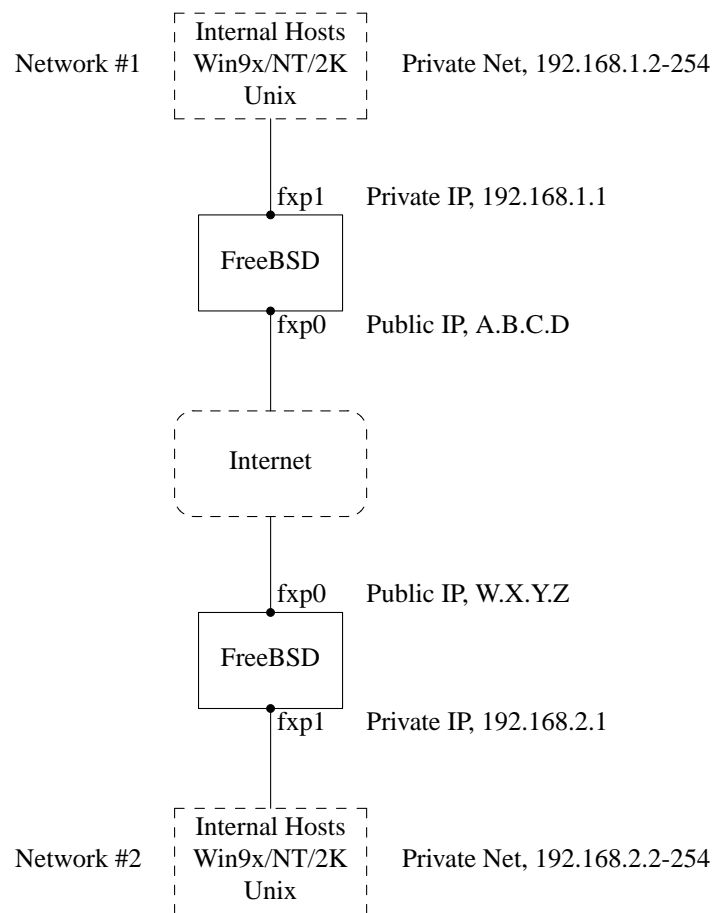 Internal Hosts
Network #1 Win9x/NT/2K Private Net, 192.168.1.2-254
Unix
fxp1 Private IP, 192.168.1.1
FreeBSD
fxp0 Public IP, A.B.C.D
Internet
fxp0 Public IP, W.X.Y.Z
FreeBSD
fxp1 Private IP, 192.168.2.1
Internal Hosts
Network #2 Win9x/NT/2K Private Net, 192.168.2.2-254
Unix